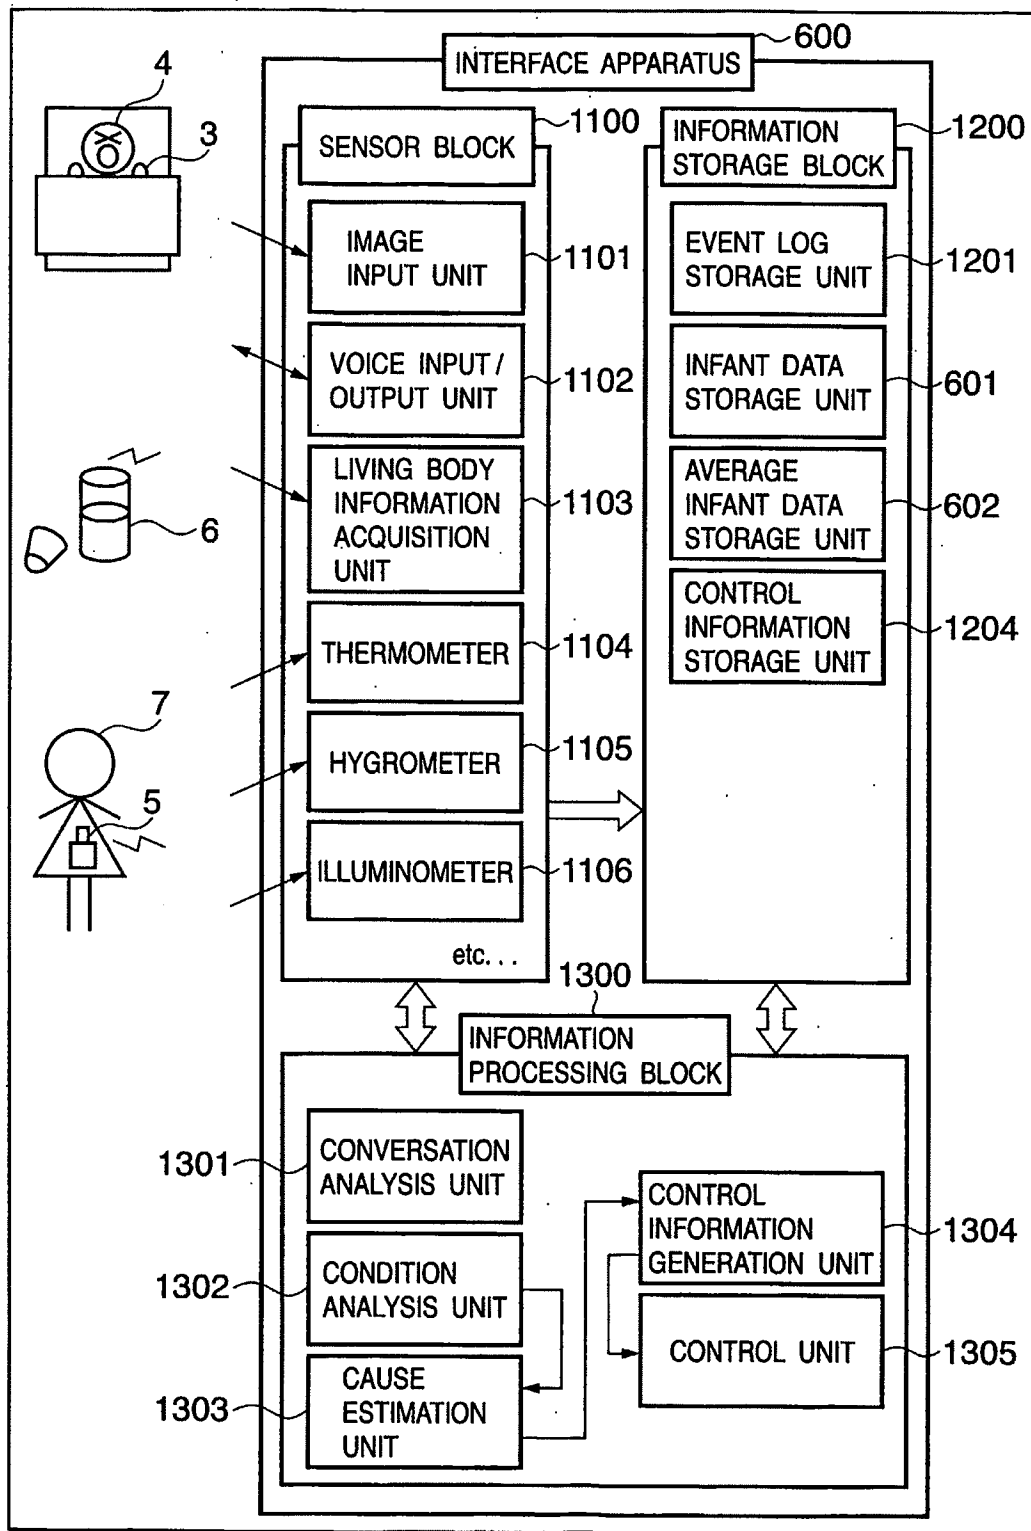 600
INTERFACE APPARATUS
4
3
1100
SENSOR BLOCK
INFORMATION
STORAGE BLOCK
1200
IMAGE
INPUT UNIT
1101
EVENT LOG
STORAGE UNIT
1201
VOICE INPUT/
OUTPUT UNIT
1102
INFANT DATA
STORAGE UNIT
601
6
LIVING BODY
INFORMATION
ACQUISITION
UNIT
1103
AVERAGE
INFANT DATA
STORAGE UNIT
602
THERMOMETER
1104
CONTROL
INFORMATION
STORAGE UNIT
1204
7
5
HYGROMETER
1105
ILLUMINOMETER
1106
etc...
1300
INFORMATION
PROCESSING BLOCK
1301
CONVERSATION
ANALYSIS UNIT
1302
CONDITION
ANALYSIS UNIT
1303
CAUSE
ESTIMATION
UNIT
CONTROL
INFORMATION
GENERATION UNIT
1304
CONTROL UNIT
1305